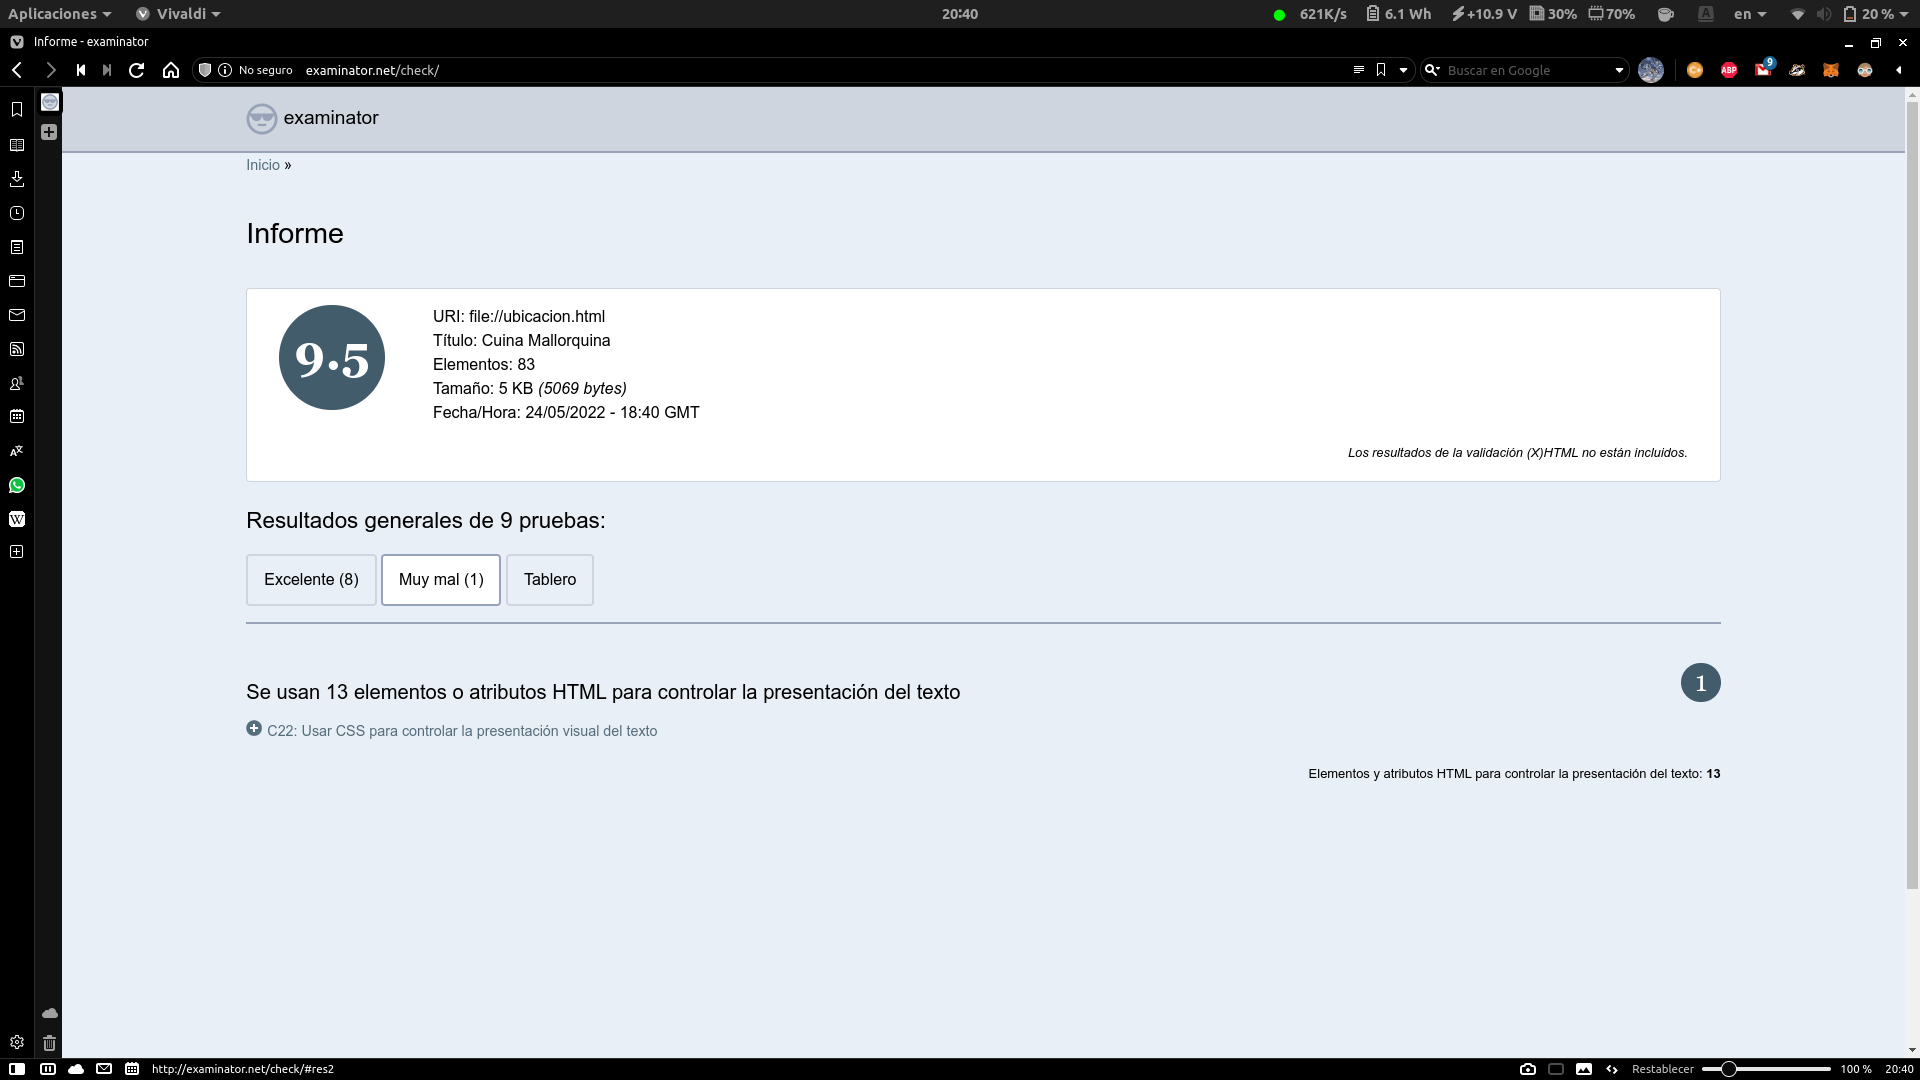 Aplicaciones
Vivaldi
20:40
621K/s
6.1 Wh
+10.9 V
30%
70%
A
en
20 %
Informe - examinator
No seguro
examinator.net/check/
Buscar en Google
ABP
9
examinator
Inicio »
Informe
9.5
URI: file://ubicacion.html
Título: Cuina Mallorquina
Elementos: 83
Tamaño: 5 KB (5069 bytes)
Fecha/Hora: 24/05/2022 - 18:40 GMT
Los resultados de la validación (X)HTML no están incluidos.
Resultados generales de 9 pruebas:
Excelente (8)
Muy mal (1)
Tablero
Se usan 13 elementos o atributos HTML para controlar la presentación del texto
1
C22: Usar CSS para controlar la presentación visual del texto
Elementos y atributos HTML para controlar la presentación del texto: 13
W
http://examinator.net/check/#res2
Restablecer
100 %
20:40